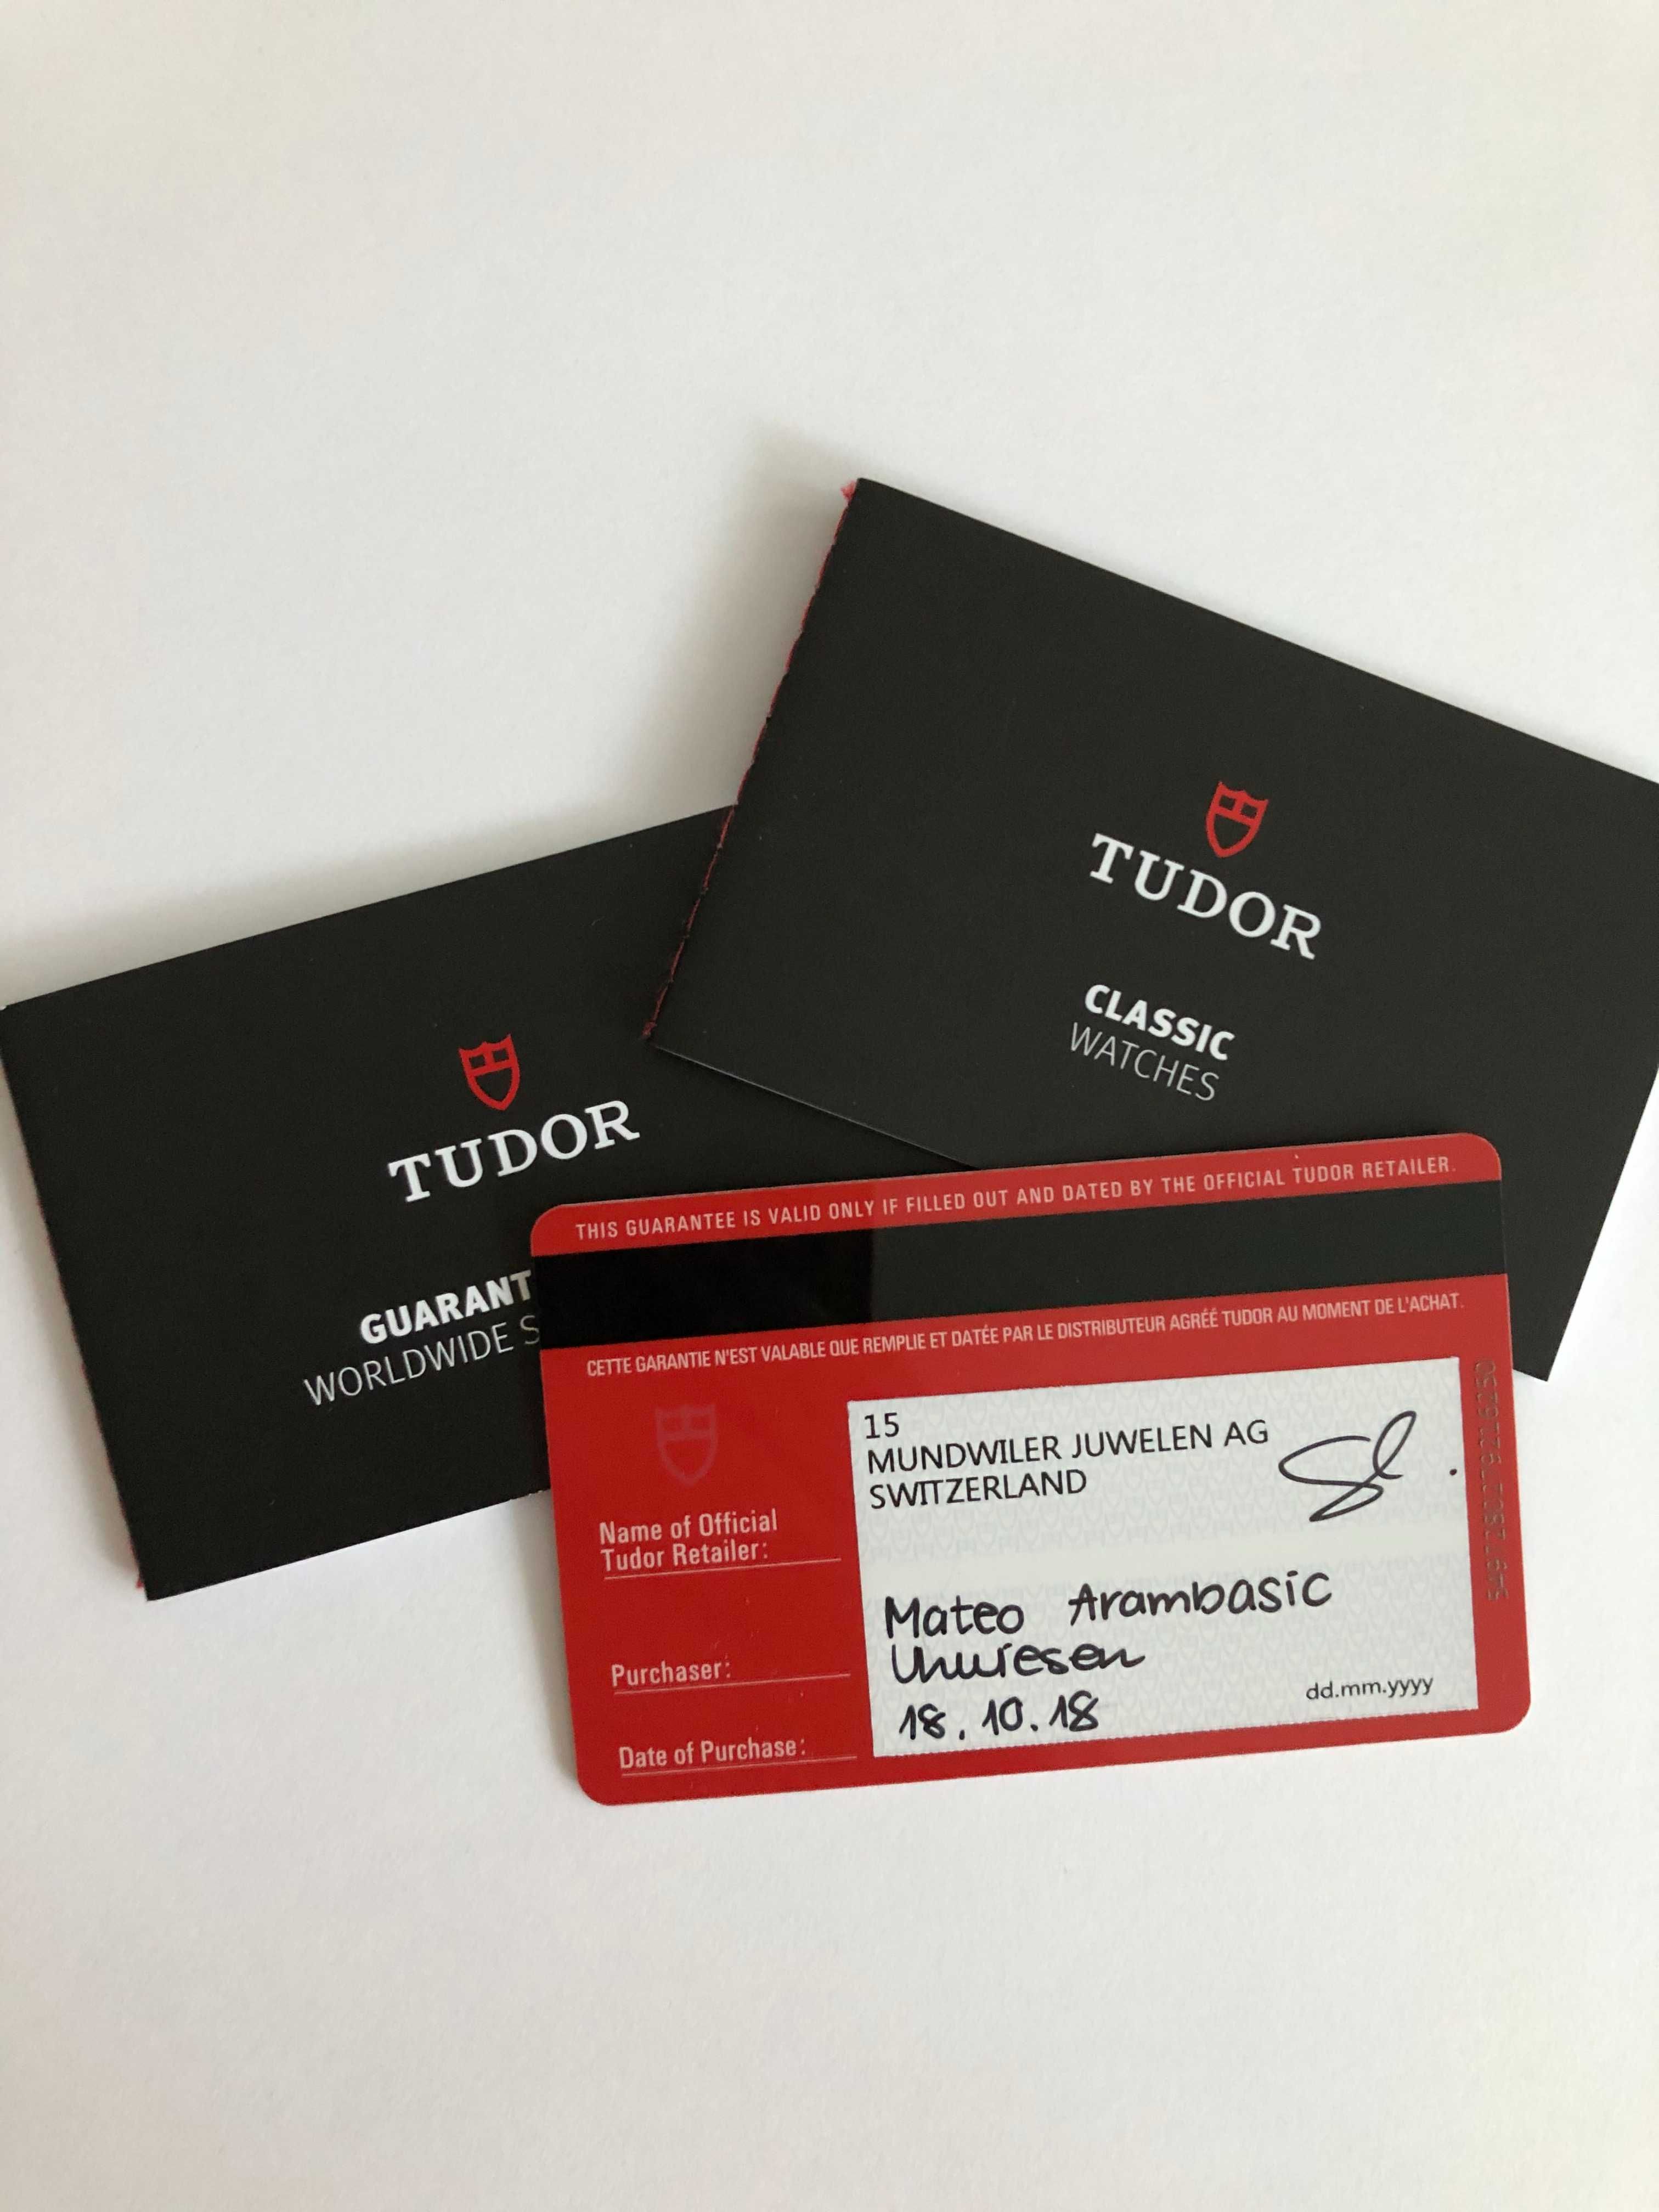 TUDOR
CLASSIC
WATCHES
TUDOR
GUARANT
WORLDWIDE S
THIS GUARANTEE IS VALID ONLY IF FILLED OUT AND DATED BY THE OFFICIAL TUDOR RETAILER.
CETTE GARANTIE N'EST VALABLE QUE REMPLIE ET DATÉE PAR LE DISTRIBUTEUR AGRÉÉ TUDOR AU MOMENT DE L'ACHAT.
15
MUNDWILER JUWELEN AG
SWITZERLAND
Name of Official
Tudor Retailer:
Mateo Arambasic
Purchaser:
Uhwiesen
dd.mm.yyyy
18.10.18
Date of Purchase: